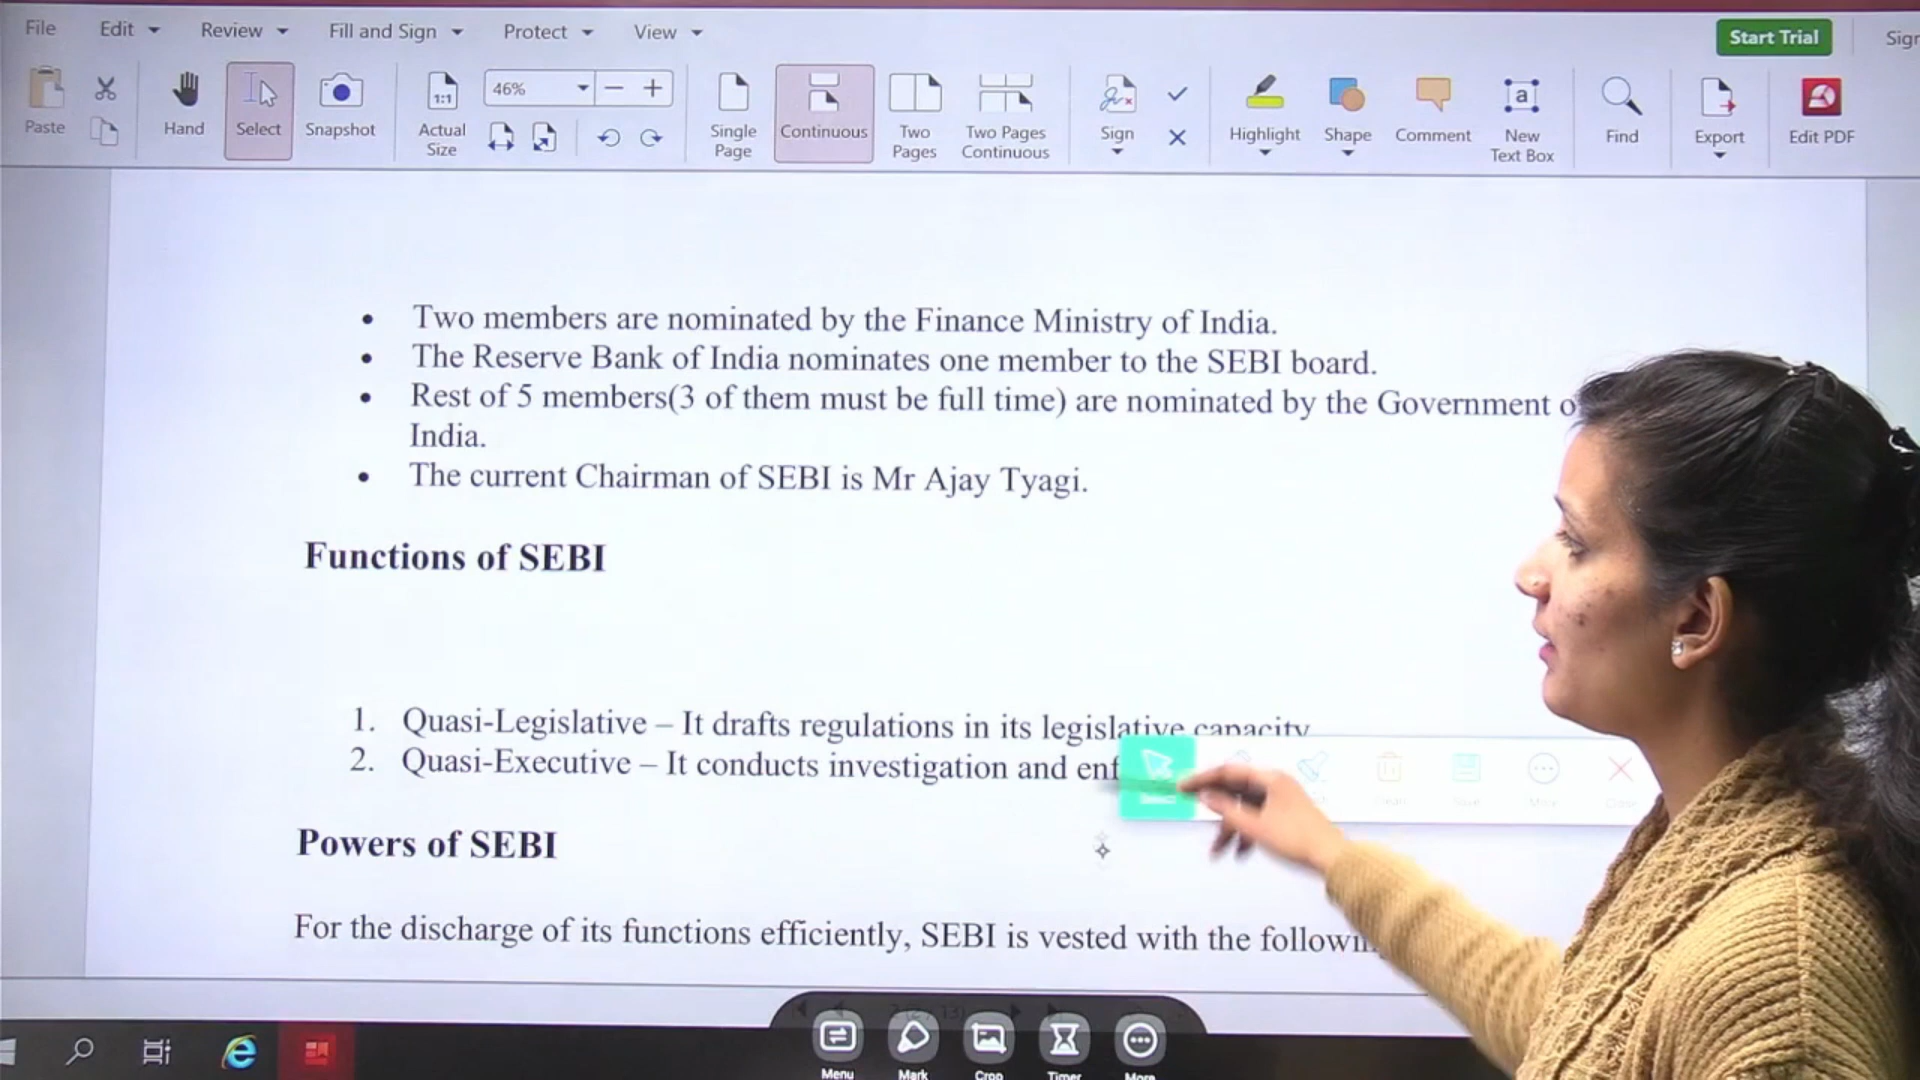 File Edit Review Fill and Sign Protect View Start Trial
46%
Paste Hand Select Snapshot Actual Size Single Page Continuous Two Pages Two Pages Continuous Sign Highlight Shape Comment New Text Box Find Export Edit PDF
• Two members are nominated by the Finance Ministry of India.
• The Reserve Bank of India nominates one member to the SEBI board.
• Rest of 5 members(3 of them must be full time) are nominated by the Government
India.
• The current Chairman of SEBI is Mr Ajay Tyagi.
Functions of SEBI
1. Quasi-Legislative – It drafts regulations in its legislative capacity
2. Quasi-Executive – It conducts investigation and
Powers of SEBI
For the discharge of its functions efficiently, SEBI is vested with the
Menu Mark Crop Timer More